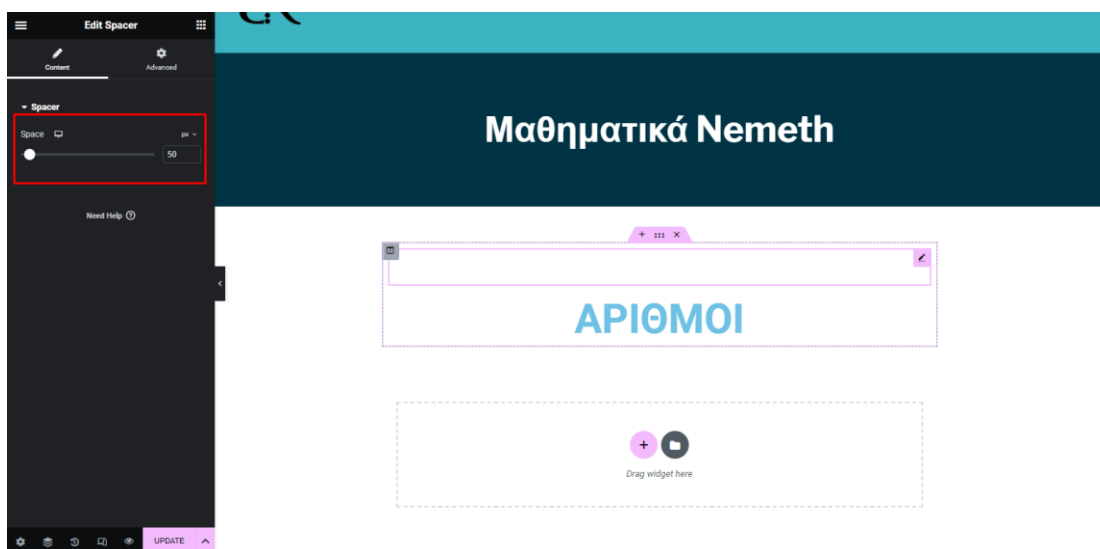 Edit Spacer
Content
Advanced
Spacer
Space
px
50
Need Help
Μαθηματικά Nemeth
ΑΡΙΘΜΟΙ
Drag widget here
UPDATE